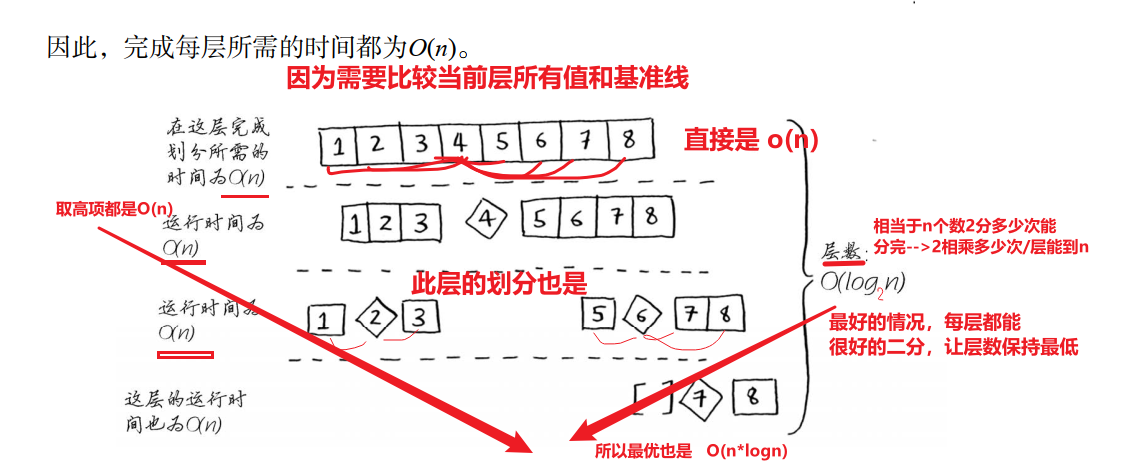 因此，完成每层所需的时间都为O(n)。
因为需要比较当前层所有值和基准线
在这层完成
划分所需的
时间为O(n)
1 2 3 4 5 6 7 8
直接是 o(n)
取高项都是O(n)
运行时间为
O(n)
1 2 3 4 5 6 7 8
相当于n个数2分多少次能
分完-->2相乘多少次/层能到n
层数:
O(log2n)
此层的划分也是
运行时间为
O(n)
1 2 3 5 6 7 8
最好的情况，每层都能
很好的二分，让层数保持最低
这层的运行时
间也为O(n)
[ ] 7 8
所以最优也是 O(n*logn)